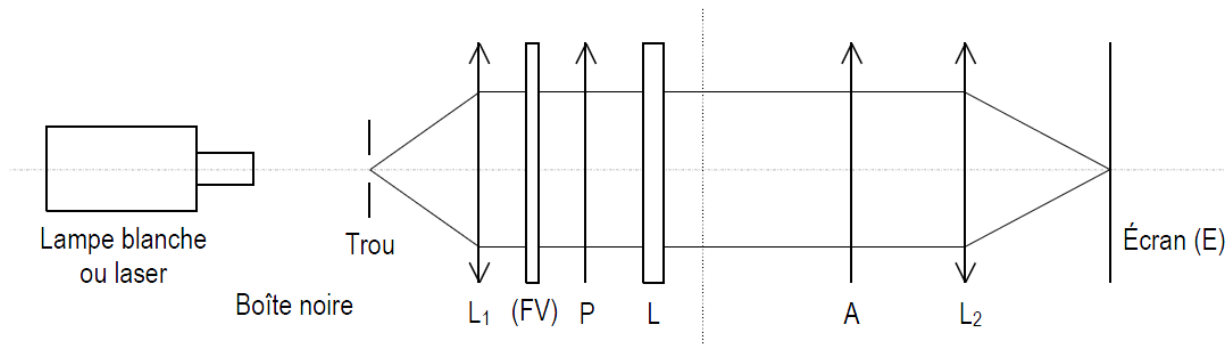 Lampe blanche
ou laser
Boîte noire
Trou
L1
(FV)
P
L
A
L2
Écran (E)